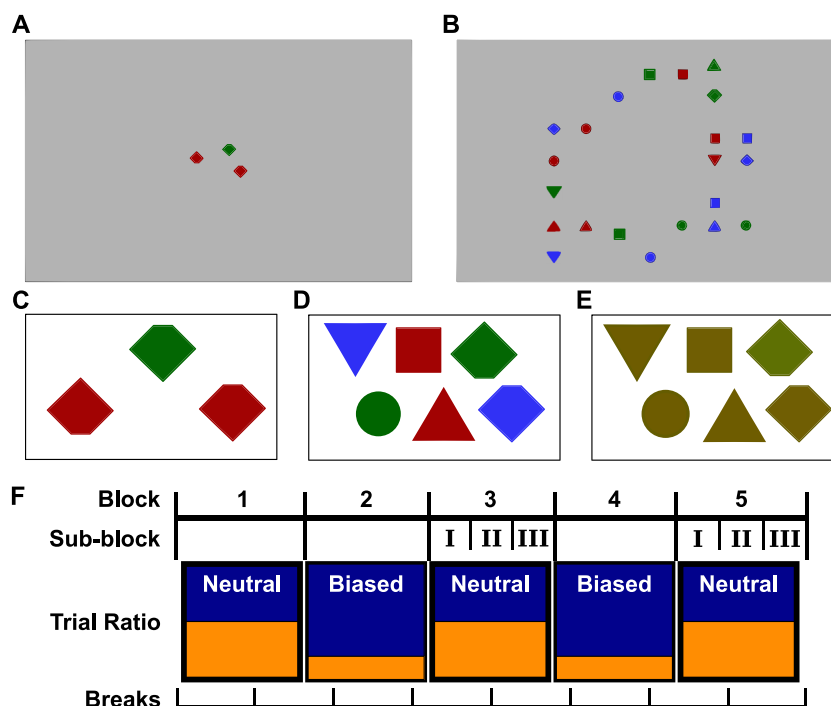 A
B
C
D
E
F
Block 1 2 3 4 5
Sub-block I II III I II III
Neutral Biased Neutral Biased Neutral
Trial Ratio
Breaks